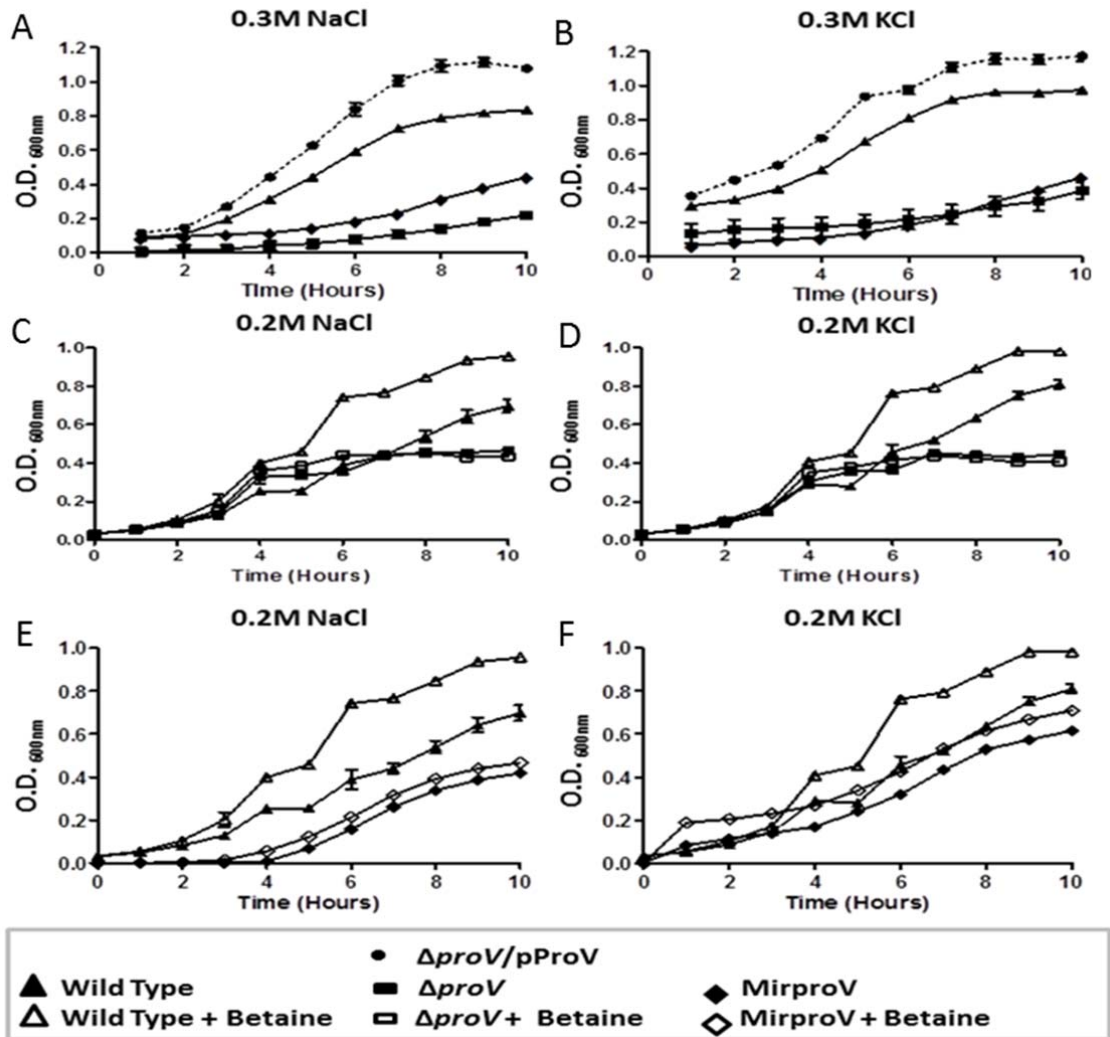 A
0.3M NaCl
O.D. 600nm
1.2
1.0
0.8
0.6
0.4
0.2
0.0
0 2 4 6 8 10
TIme (Hours)
B
0.3M KCl
O.D. 600nm
1.2
1.0
0.8
0.6
0.4
0.2
0.0
0 2 4 6 8 10
TIme (Hours)
C
0.2M NaCl
O.D. 600nm
1.0
0.8
0.6
0.4
0.2
0.0
0 2 4 6 8 10
Time (Hours)
D
0.2M KCl
O.D. 600nm
1.0
0.8
0.6
0.4
0.2
0.0
0 2 4 6 8 10
Time (Hours)
E
0.2M NaCl
O.D. 600nm
1.0
0.8
0.6
0.4
0.2
0.0
0 2 4 6 8 10
Time (Hours)
F
0.2M KCl
O.D. 600nm
1.0
0.8
0.6
0.4
0.2
0.0
0 2 4 6 8 10
Time (Hours)
ΔproV/pProV
Wild Type ΔproV MirproV
Wild Type + Betaine ΔproV + Betaine MirproV + Betaine